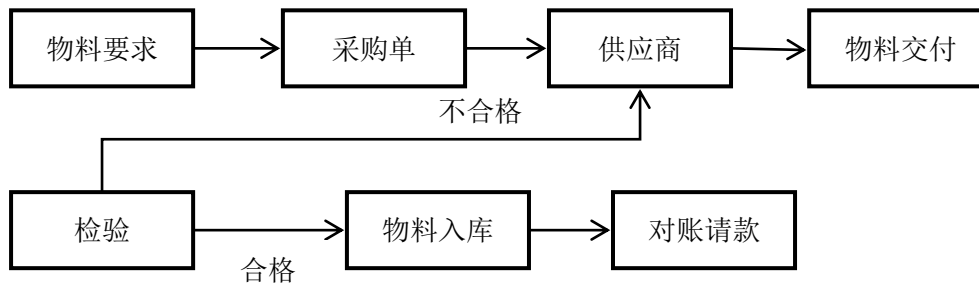 物料要求
采购单
供应商
物料交付
不合格
检验
物料入库
对账请款
合格